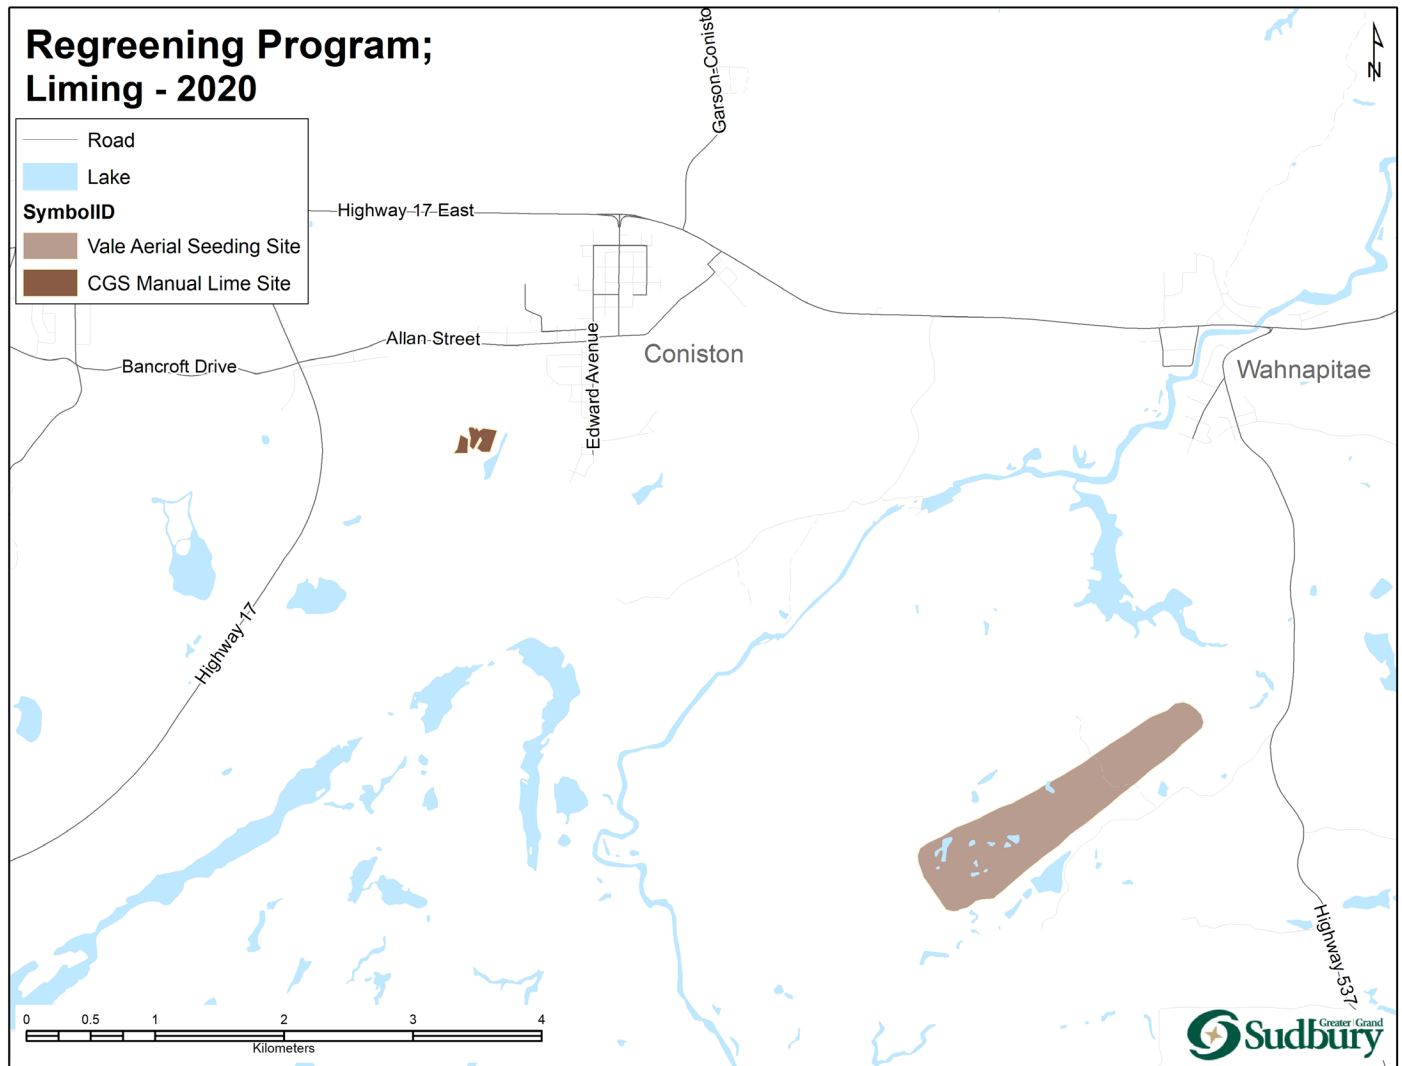 Regreening Program;
Liming - 2020
Road
Lake
SymbolID
Vale Aerial Seeding Site
CGS Manual Lime Site
Garson-Conisto
N
Highway 17 East
Allan Street
Bancroft Drive
Edward Avenue
Coniston
Wahnapitae
Highway 17
Highway 537
0 0.5 1 2 3 4
Kilometers
Greater | Grand
Sudbury